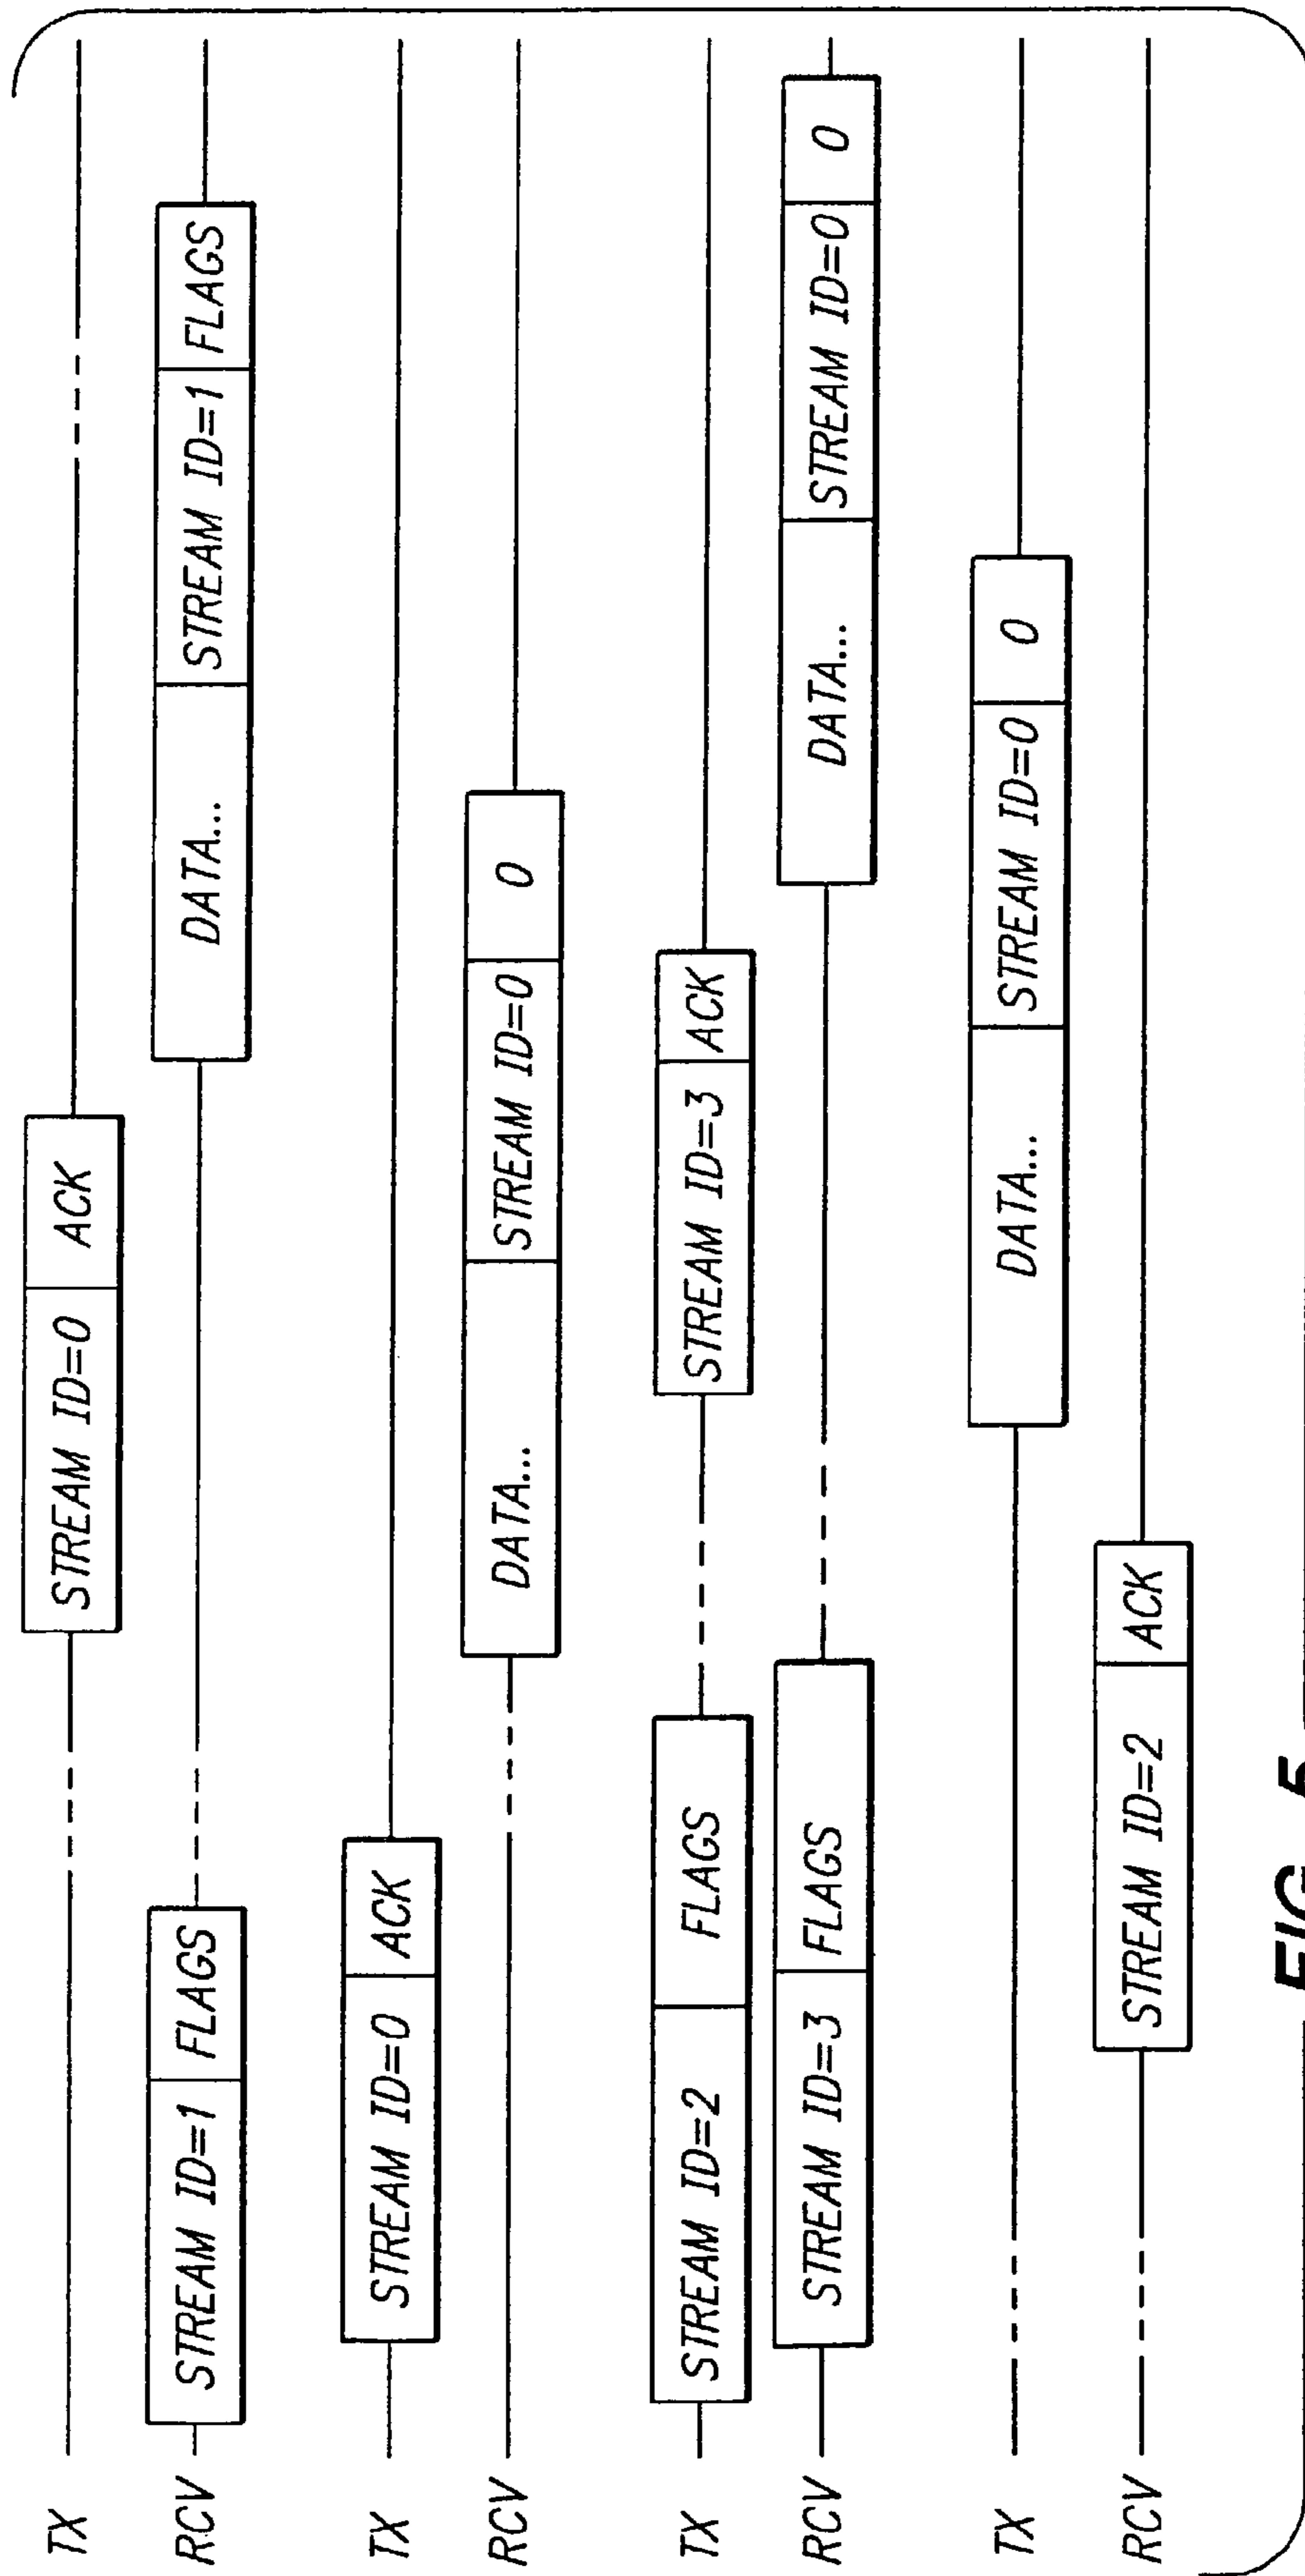 TX STREAM ID=0 ACK
RCV STREAM ID=1 FLAGS DATA... STREAM ID=1 FLAGS
TX STREAM ID=0 ACK
RCV DATA... STREAM ID=0 0
TX STREAM ID=2 FLAGS STREAM ID=3 ACK
RCV STREAM ID=3 FLAGS DATA... STREAM ID=0 0
TX DATA... STREAM ID=0 0
RCV STREAM ID=2 ACK
FIG. 5